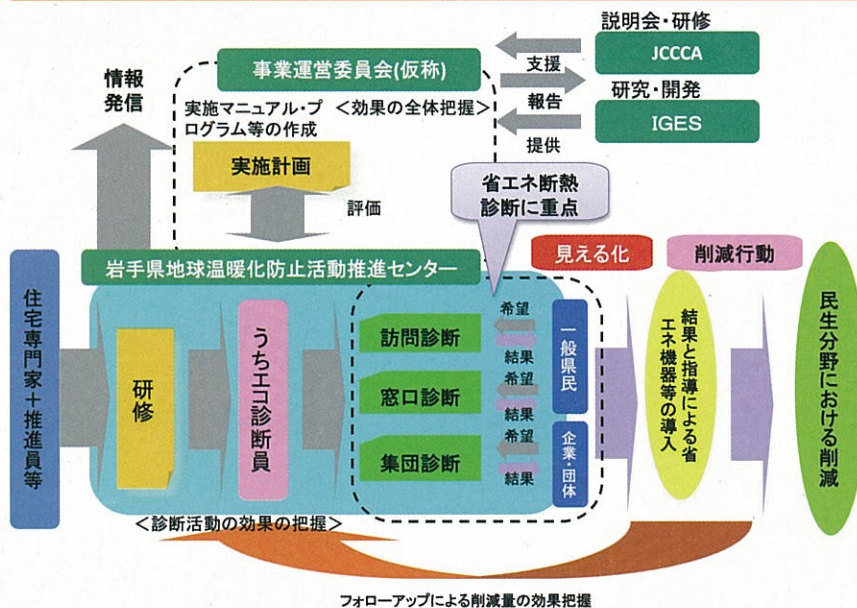 説明会・研修
JCCCA
支援
事業運営委員会(仮称)
情報
発信
報告
研究・開発
IGES
提供
実施マニュアル・プ
ログラム等の作成
＜効果の全体把握＞
実施計画
評価
省エネ断熱
診断に重点
岩手県地球温暖化防止活動推進センター
見える化
削減行動
住宅専門家＋推進員等
研修
うちエコ診断員
訪問診断
希望
結果
窓口診断
希望
結果
集団診断
希望
結果
一般県民
企業・団体
結果と指導による省
エネ機器等の導入
民生分野における削減
＜診断活動の効果の把握＞
フォローアップによる削減量の効果把握